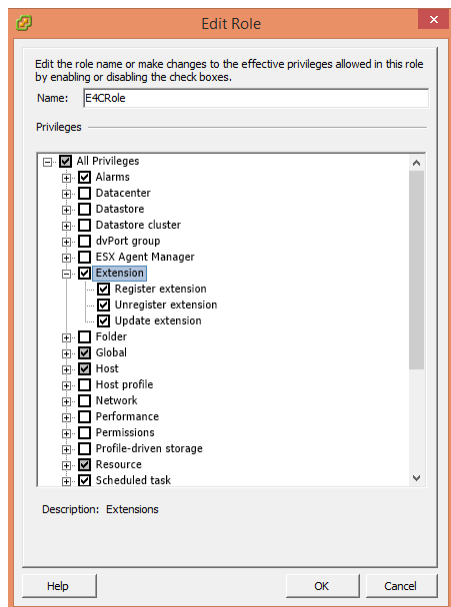 Edit Role
Edit the role name or make changes to the effective privileges allowed in this role
by enabling or disabling the check boxes.
Name: E4CRole
Privileges
All Privileges
Alarms
Datacenter
Datastore
Datastore cluster
dvPort group
ESX Agent Manager
Extension
Register extension
Unregister extension
Update extension
Folder
Global
Host
Host profile
Network
Performance
Permissions
Profile-driven storage
Resource
Scheduled task
Description: Extensions
Help OK Cancel